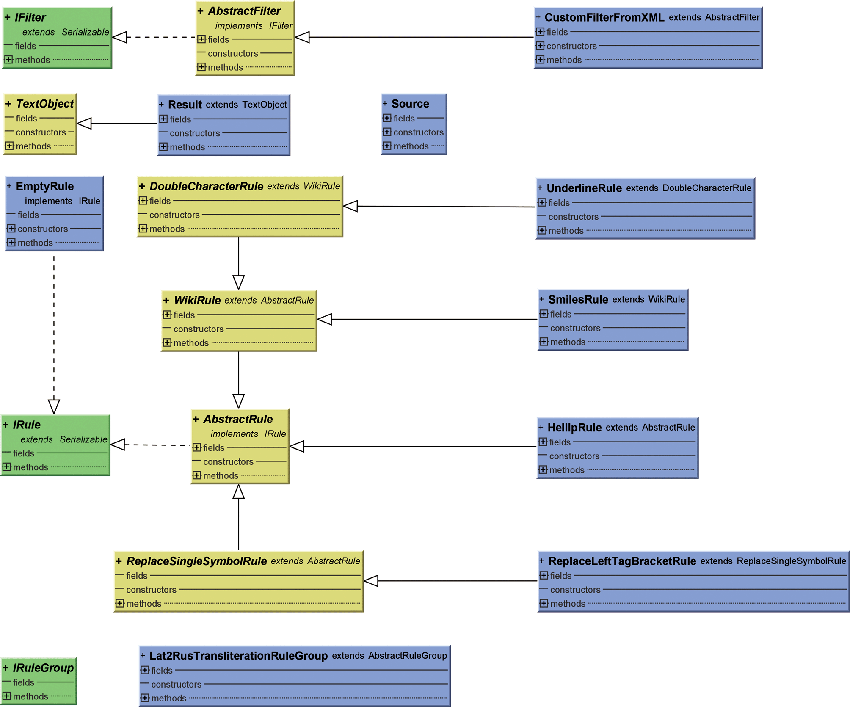 + IFilter
extends Serializable
fields
methods
+ AbstractFilter
implements IFilter
fields
constructors
methods
CustomFilterFromXML extends AbstractFilter
fields
constructors
methods
+ TextObject
fields
constructors
methods
+ Result extends TextObject
fields
constructors
methods
+ Source
fields
constructors
methods
+ EmptyRule
implements IRule
fields
constructors
methods
+ DoubleCharacterRule extends WikiRule
fields
constructors
methods
+ UnderlineRule extends DoubleCharacterRule
fields
constructors
methods
+ WikiRule extends AbstractRule
fields
constructors
methods
+ SmilesRule extends WikiRule
fields
constructors
methods
+ IRule
extends Serializable
fields
methods
+ AbstractRule
implements IRule
fields
constructors
methods
+ HellipRule extends AbstractRule
fields
constructors
methods
+ ReplaceSingleSymbolRule extends AbstractRule
fields
constructors
methods
+ ReplaceLeftTagBracketRule extends ReplaceSingleSymbolRule
fields
constructors
methods
+ IRuleGroup
fields
methods
+ Lat2RusTransliterationRuleGroup extends AbstractRuleGroup
fields
constructors
methods